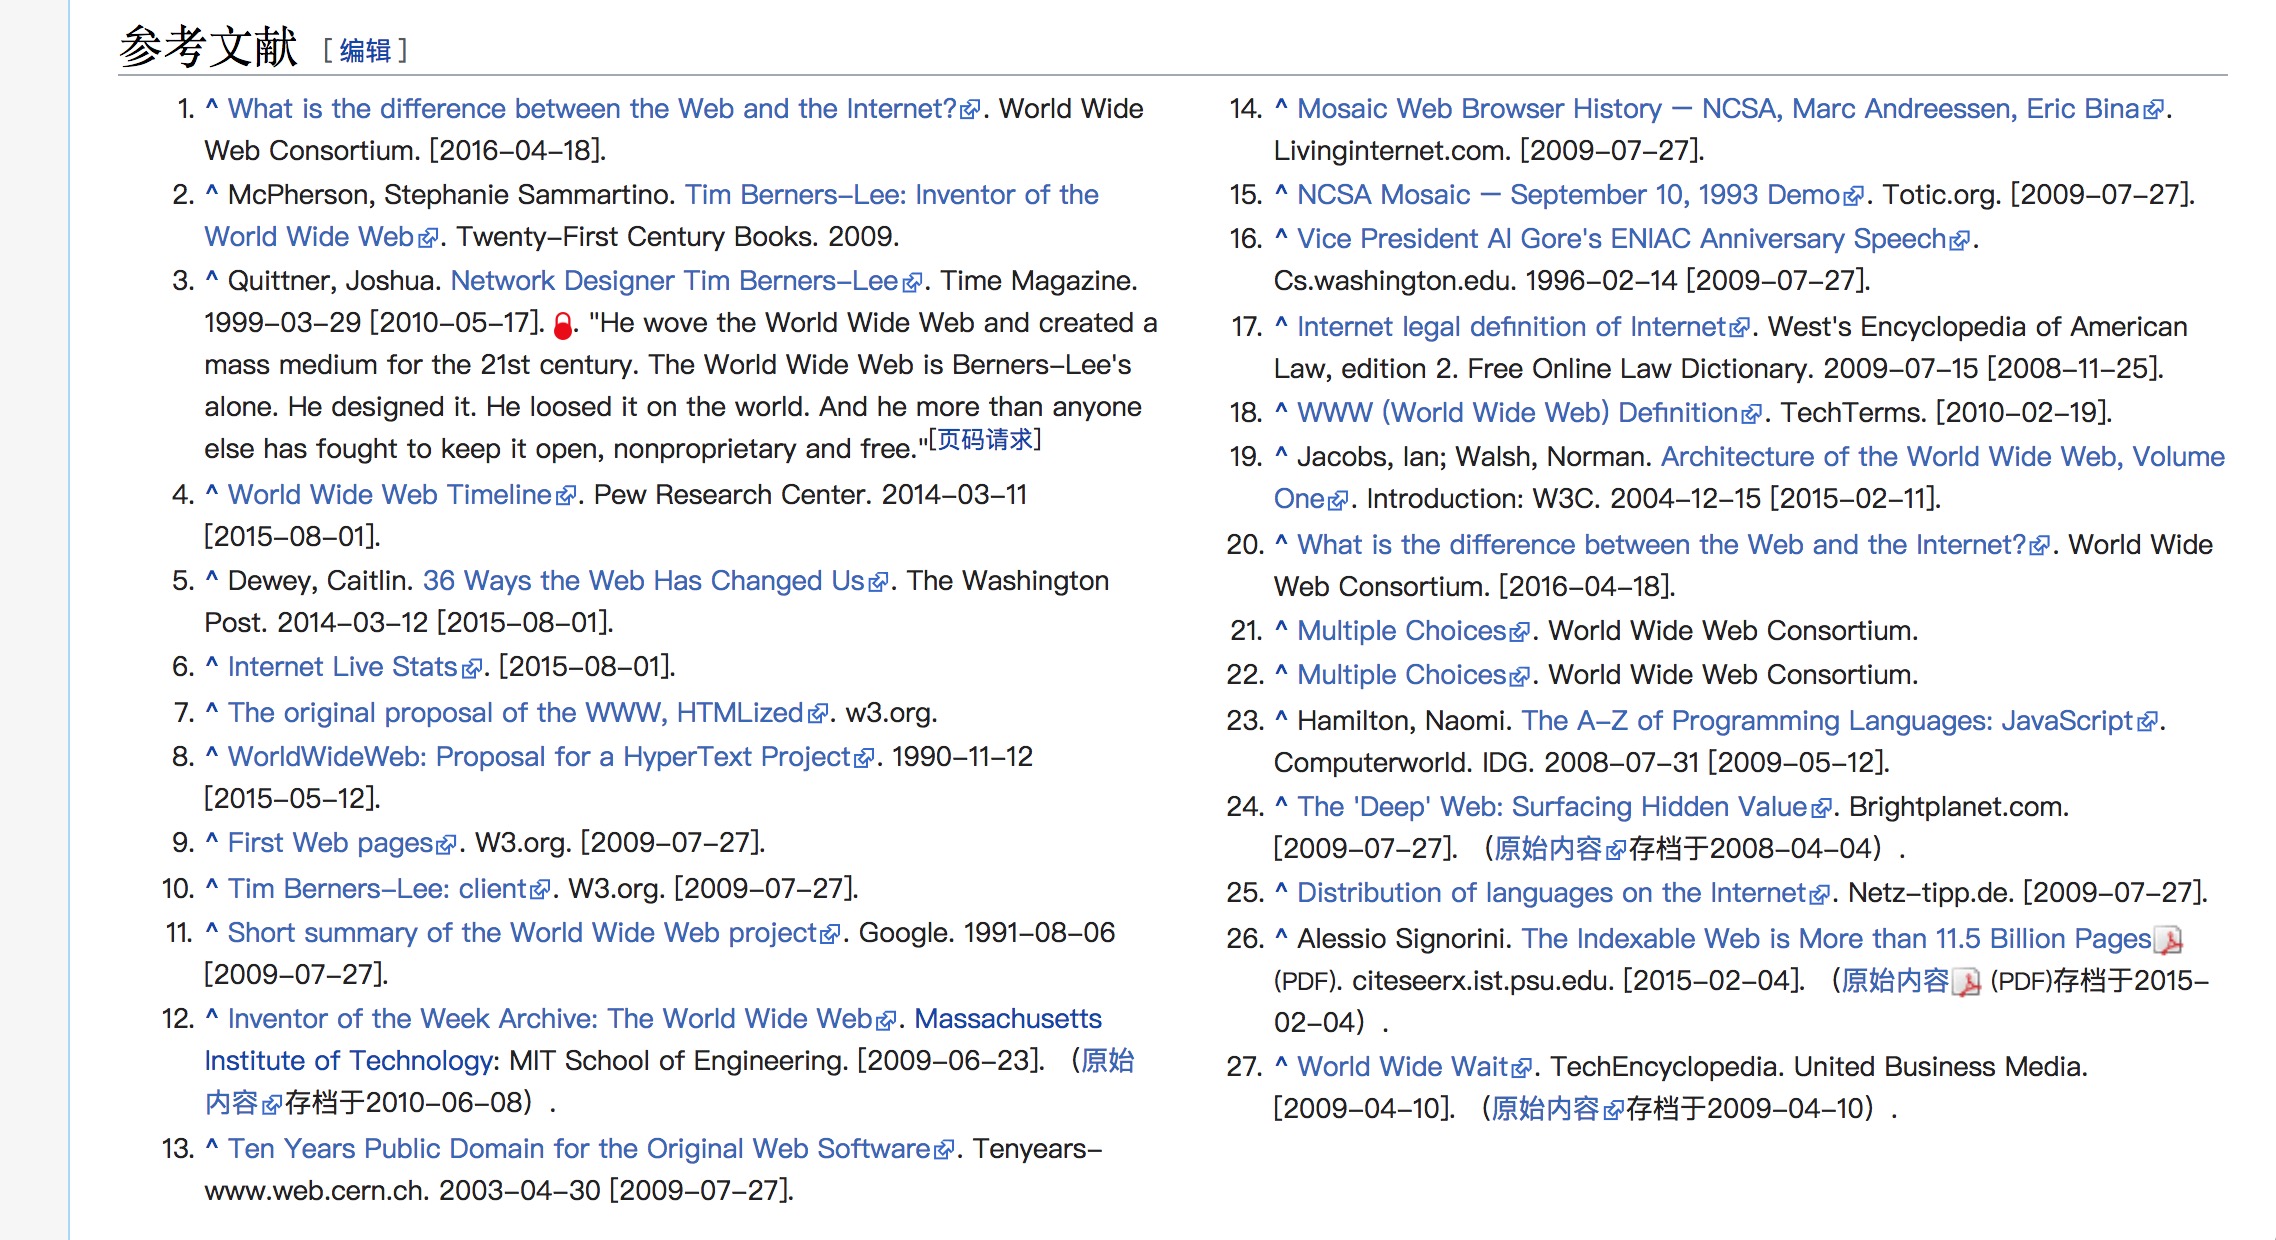 参考文献 [编辑]
1. ^ What is the difference between the Web and the Internet?. World Wide
Web Consortium. [2016-04-18].
2. ^ McPherson, Stephanie Sammartino. Tim Berners-Lee: Inventor of the
World Wide Web. Twenty-First Century Books. 2009.
3. ^ Quittner, Joshua. Network Designer Tim Berners-Lee. Time Magazine.
1999-03-29 [2010-05-17]. . "He wove the World Wide Web and created a
mass medium for the 21st century. The World Wide Web is Berners-Lee's
alone. He designed it. He loosed it on the world. And he more than anyone
else has fought to keep it open, nonproprietary and free."[页码请求]
4. ^ World Wide Web Timeline. Pew Research Center. 2014-03-11
[2015-08-01].
5. ^ Dewey, Caitlin. 36 Ways the Web Has Changed Us. The Washington
Post. 2014-03-12 [2015-08-01].
6. ^ Internet Live Stats. [2015-08-01].
7. ^ The original proposal of the WWW, HTMLized. w3.org.
8. ^ WorldWideWeb: Proposal for a HyperText Project. 1990-11-12
[2015-05-12].
9. ^ First Web pages. W3.org. [2009-07-27].
10. ^ Tim Berners-Lee: client. W3.org. [2009-07-27].
11. ^ Short summary of the World Wide Web project. Google. 1991-08-06
[2009-07-27].
12. ^ Inventor of the Week Archive: The World Wide Web. Massachusetts
Institute of Technology: MIT School of Engineering. [2009-06-23]. （原始
内容存档于2010-06-08）.
13. ^ Ten Years Public Domain for the Original Web Software. Tenyears-
www.web.cern.ch. 2003-04-30 [2009-07-27].
14. ^ Mosaic Web Browser History — NCSA, Marc Andreessen, Eric Bina.
Livinginternet.com. [2009-07-27].
15. ^ NCSA Mosaic — September 10, 1993 Demo. Totic.org. [2009-07-27].
16. ^ Vice President Al Gore's ENIAC Anniversary Speech.
Cs.washington.edu. 1996-02-14 [2009-07-27].
17. ^ Internet legal definition of Internet. West's Encyclopedia of American
Law, edition 2. Free Online Law Dictionary. 2009-07-15 [2008-11-25].
18. ^ WWW (World Wide Web) Definition. TechTerms. [2010-02-19].
19. ^ Jacobs, Ian; Walsh, Norman. Architecture of the World Wide Web, Volume
One. Introduction: W3C. 2004-12-15 [2015-02-11].
20. ^ What is the difference between the Web and the Internet?. World Wide
Web Consortium. [2016-04-18].
21. ^ Multiple Choices. World Wide Web Consortium.
22. ^ Multiple Choices. World Wide Web Consortium.
23. ^ Hamilton, Naomi. The A-Z of Programming Languages: JavaScript.
Computerworld. IDG. 2008-07-31 [2009-05-12].
24. ^ The 'Deep' Web: Surfacing Hidden Value. Brightplanet.com.
[2009-07-27]. （原始内容存档于2008-04-04）.
25. ^ Distribution of languages on the Internet. Netz-tipp.de. [2009-07-27].
26. ^ Alessio Signorini. The Indexable Web is More than 11.5 Billion Pages
(PDF). citeseerx.ist.psu.edu. [2015-02-04]. （原始内容 (PDF)存档于2015-
02-04）.
27. ^ World Wide Wait. TechEncyclopedia. United Business Media.
[2009-04-10]. （原始内容存档于2009-04-10）.